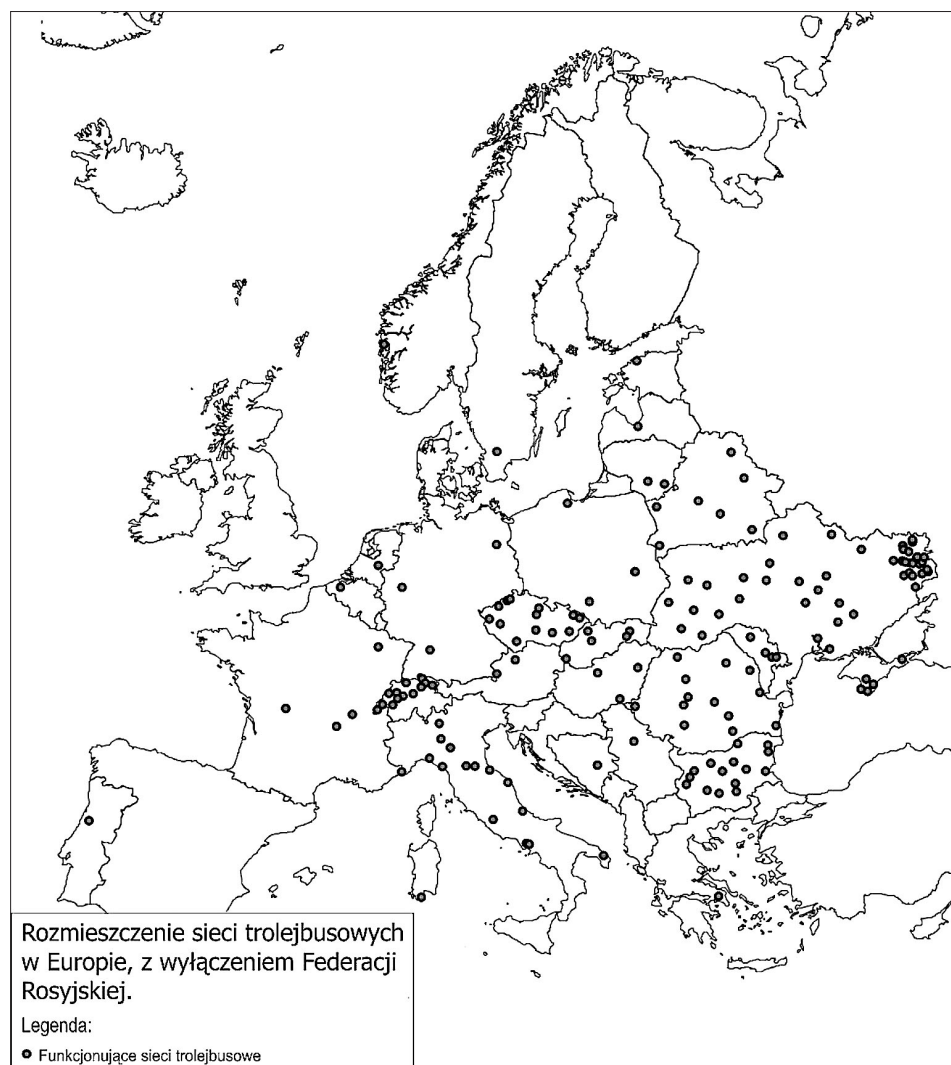 Rozmieszczenie sieci trolejbusowych
w Europie, z wyłączeniem Federacji
Rosyjskiej.
Legenda:
Funkcjonujące sieci trolejbusowe